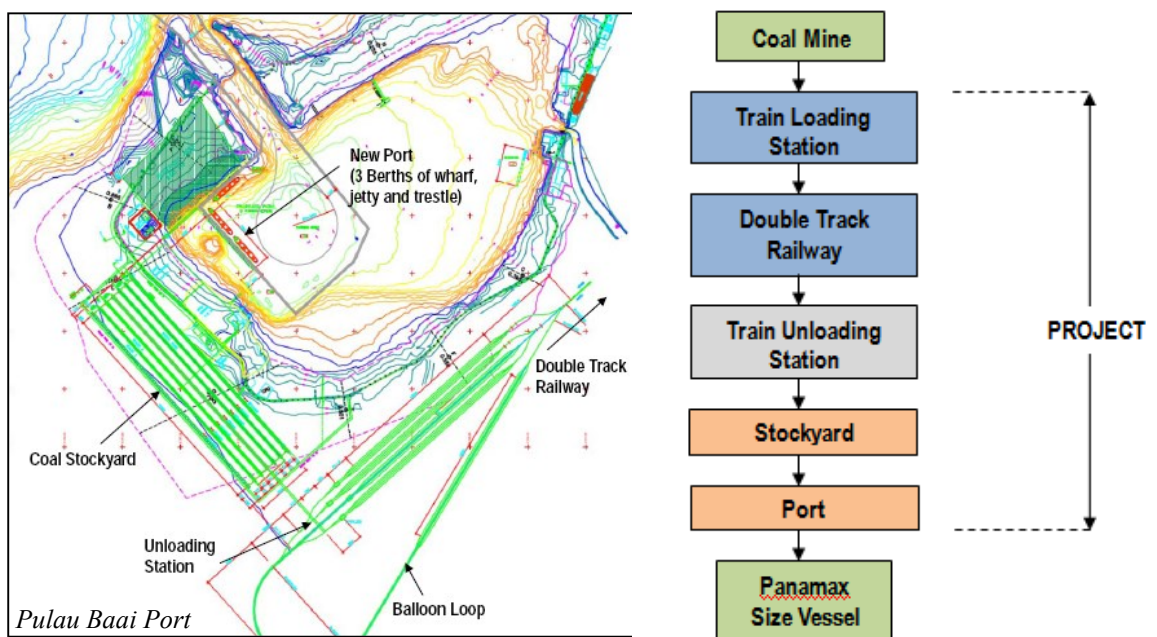 New Port
(3 Berths of wharf,
jetty and trestle)
Double Track
Railway
Coal Stockyard
Unloading
Station
Balloon Loop
Pulau Baai Port
Coal Mine
Train Loading
Station
Double Track
Railway
Train Unloading
Station
Stockyard
Port
Panamax
Size Vessel
PROJECT